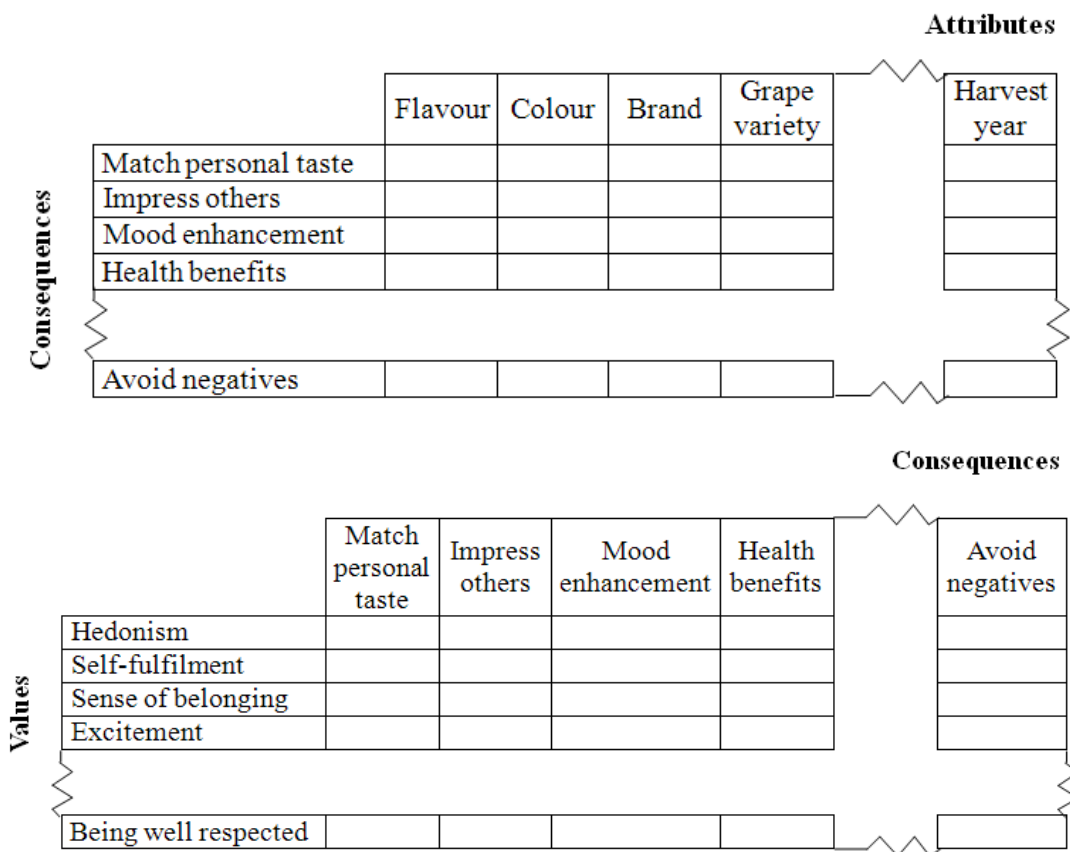 Attributes
Flavour Colour Brand Grape variety Harvest year
Consequences
Match personal taste
Impress others
Mood enhancement
Health benefits
Avoid negatives
Consequences
Match personal taste Impress others Mood enhancement Health benefits Avoid negatives
Values
Hedonism
Self-fulfilment
Sense of belonging
Excitement
Being well respected